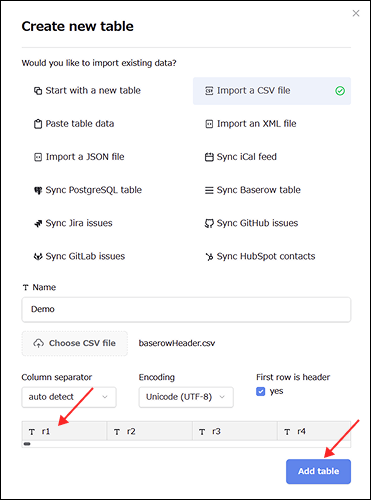 Create new table
Would you like to import existing data?
Start with a new table
Import a CSV file
Paste table data
Import an XML file
Import a JSON file
Sync iCal feed
Sync PostgreSQL table
Sync Baserow table
Sync Jira issues
Sync GitHub issues
Sync GitLab issues
Sync HubSpot contacts
Name
Demo
Choose CSV file
baserowHeader.csv
Column separator
Encoding
First row is header
auto detect
Unicode (UTF-8)
yes
r1
r2
r3
r4
Add table